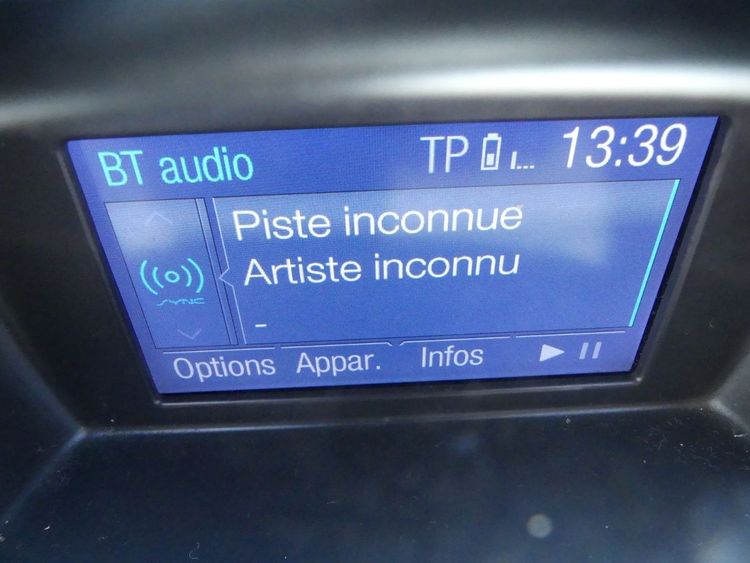 BT audio TP 13:39
Piste inconnue
Artiste inconnu
SYNC
-
Options Appar. Infos